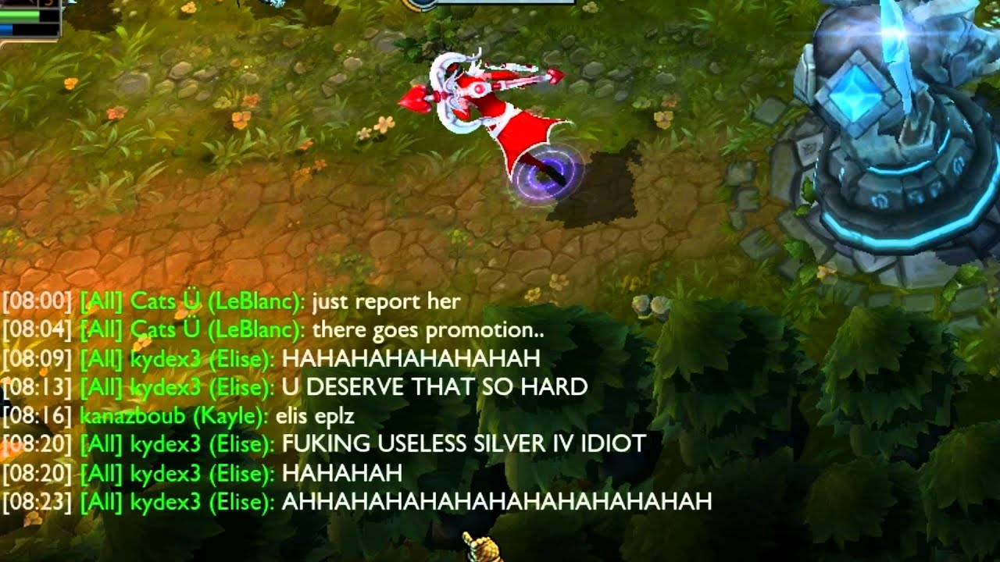 [08:00] [All] Cats Ü (LeBlanc): just report her
[08:04] [All] Cats Ü (LeBlanc): there goes promotion..
[08:09] [All] kydex3 (Elise): HAHAHAHAHAHAHAH
[08:13] [All] kydex3 (Elise): U DESERVE THAT SO HARD
[08:16] kanazboub (Kayle): elis eplz
[08:20] [All] kydex3 (Elise): FUKING USELESS SILVER IV IDIOT
[08:20] [All] kydex3 (Elise): HAHAHAH
[08:23] [All] kydex3 (Elise): AHHAHAHAHAHAHAHAHAHAHAHAH